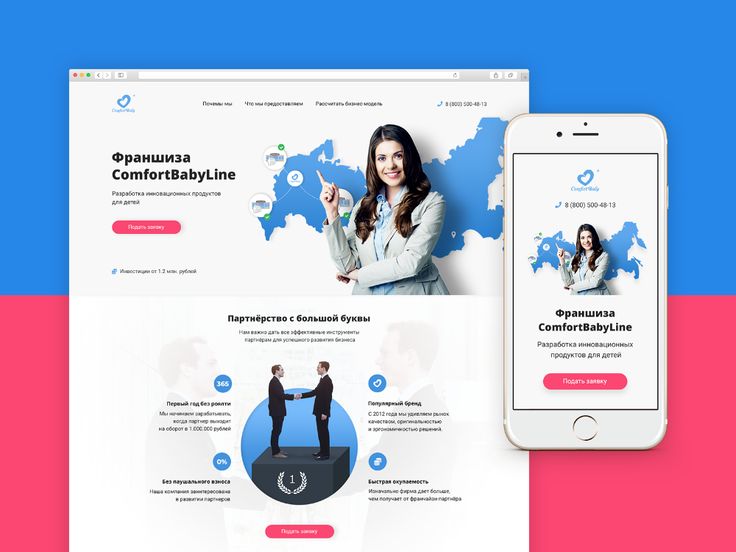 ComfortBaby
Почемы мы
Что мы предоставляем
Рассчитать бизнес модель
8 (800) 500-48-13
Франшиза
ComfortBabyLine
Разработка инновационных продуктов
для детей
Подать заявку
Инвестиции от 1.2 млн. рублей
Партнёрство с большой буквы
Нам важно дать все эффективные инструменты
партнёрам для успешного развития бизнеса
365
Первый год без роялти
Мы начинаем зарабатывать,
когда партнер выходит
на оборот в 1.000.000 рублей
Популярный бренд
С 2012 года мы удивляем рынок
качеством, оригинальностью
и эргономичностью решений.
0%
Без паушального взноса
Наша компания заинтересована
в развитии партнеров
1
Быстрая окупаемость
Изначально фирма дает больше,
чем получает от франчайзи-партнёра.
Подать заявку
ComfortBaby
8 (800) 500-48-13
Франшиза
ComfortBabyLine
Разработка инновационных
продуктов для детей
Подать заявку